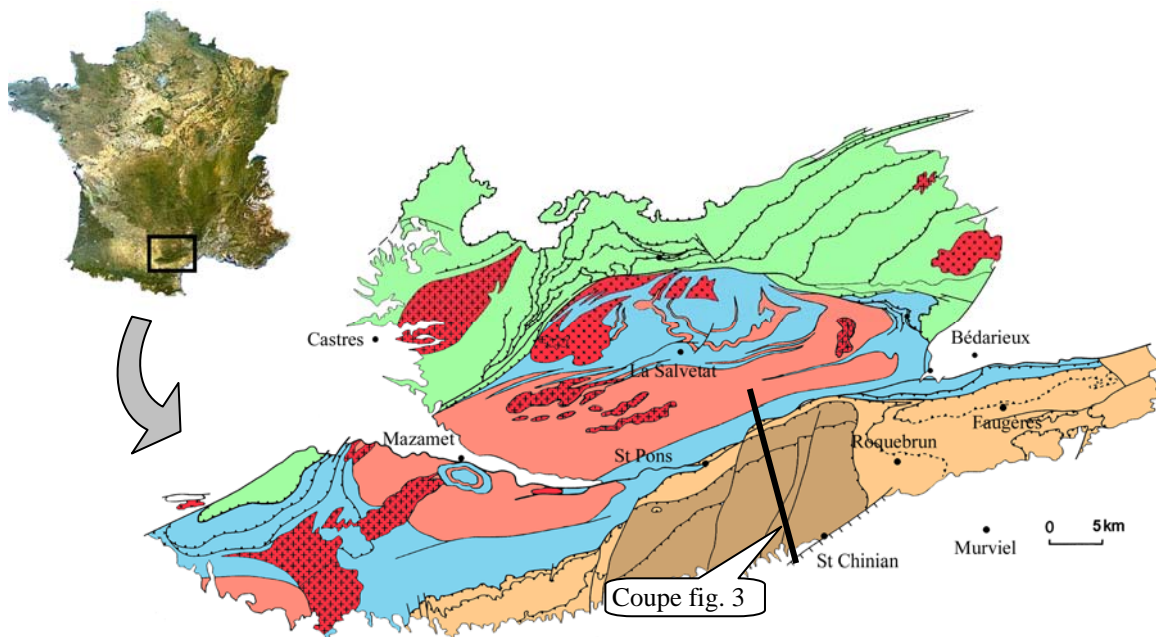 Castres
Bédarieux
La Salvetat
Mazamet
Faugères
Roquebrun
St Pons
0 5 km
St Chinian
Murviel
Coupe fig. 3